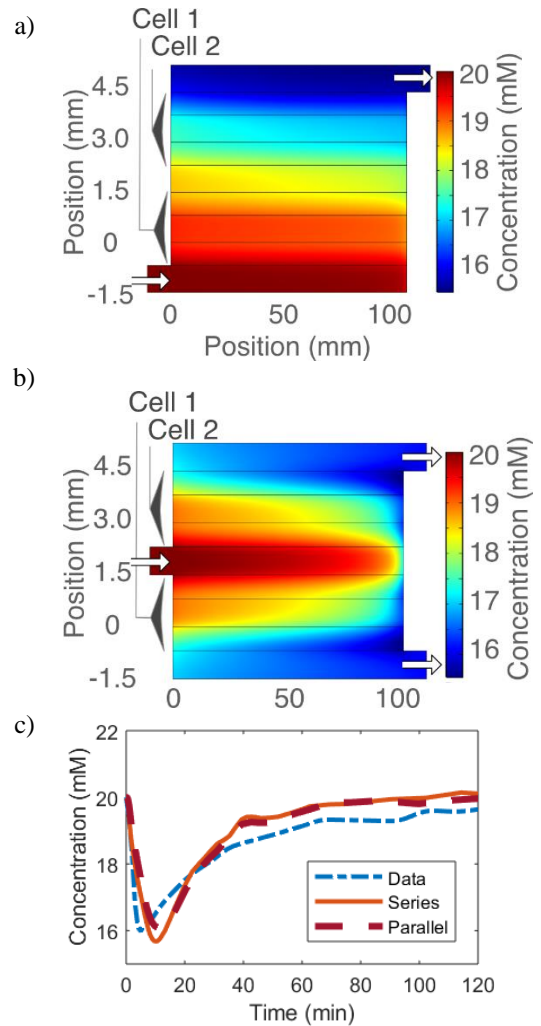 a)
Cell 1
Cell 2
Position (mm)
4.5
3.0
1.5
0
-1.5
0
50
100
Position (mm)
20
19
18
17
16
Concentration (mM)
b)
Cell 1
Cell 2
Position (mm)
4.5
3.0
1.5
0
-1.5
0
50
100
20
19
18
17
16
Concentration (mM)
c)
Concentration (mM)
22
20
18
16
14
0
20
40
60
80
100
120
Time (min)
Data
Series
Parallel